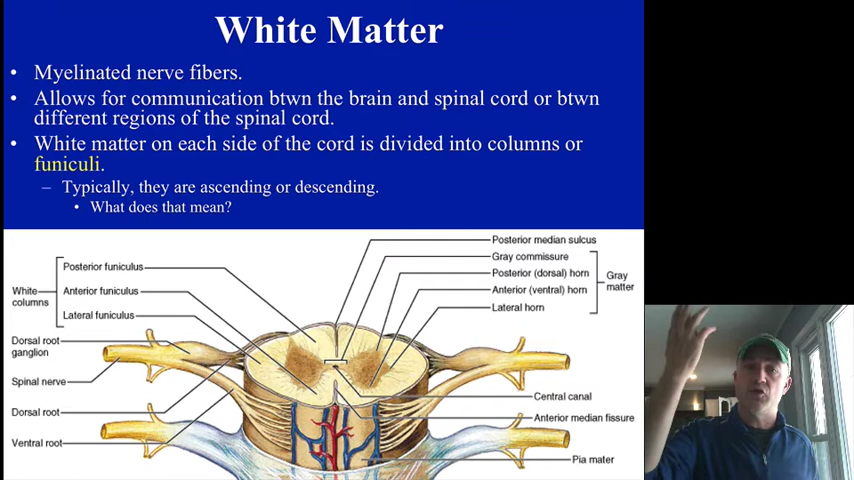 White Matter
• Myelinated nerve fibers.
• Allows for communication btwn the brain and spinal cord or btwn
different regions of the spinal cord.
• White matter on each side of the cord is divided into columns or
funiculi.
– Typically, they are ascending or descending.
• What does that mean?
White
columns
Posterior funiculus
Anterior funiculus
Lateral funiculus
Dorsal root
ganglion
Spinal nerve
Dorsal root
Ventral root
Posterior median sulcus
Gray commissure
Posterior (dorsal) horn
Anterior (ventral) horn
Lateral horn
Gray
matter
Central canal
Anterior median fissure
Pia mater